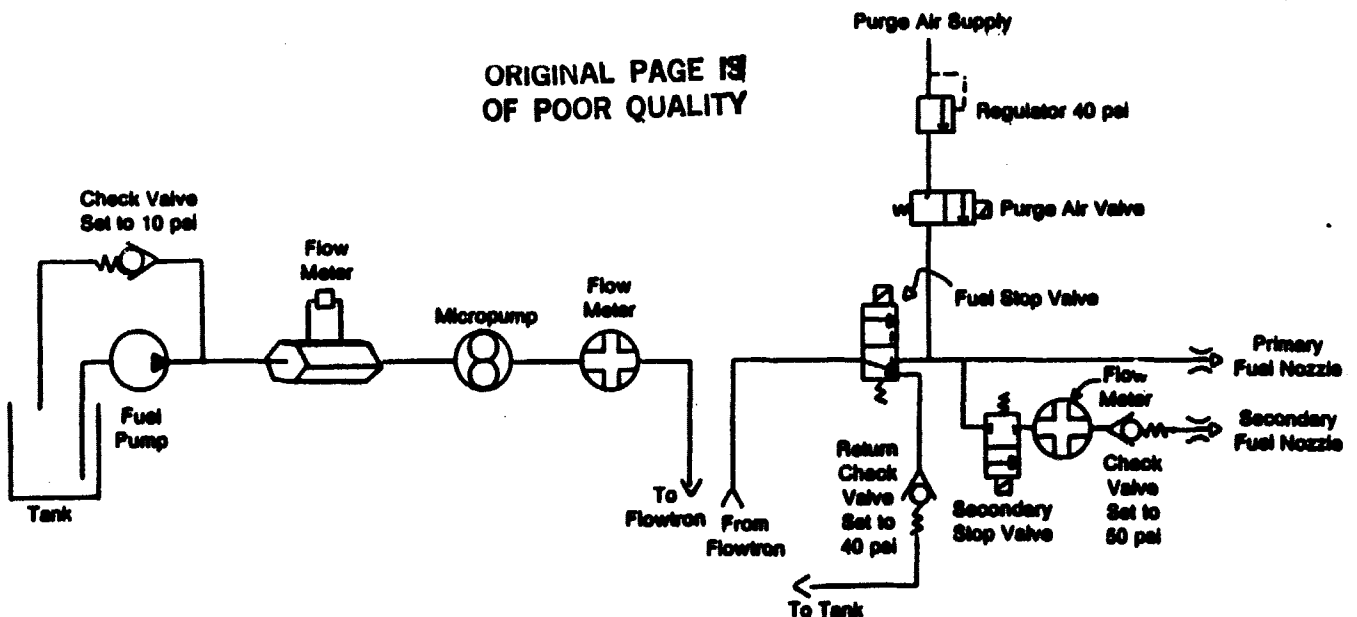 Purge Air Supply
ORIGINAL PAGE IS
OF POOR QUALITY
Regulator 40 psi
Check Valve
Set to 10 psi
Purge Air Valve
Flow
Meter
Flow
Meter
Micropump
Fuel Stop Valve
Primary
Fuel Nozzle
Flow
Meter
Fuel
Pump
Secondary
Fuel Nozzle
Return
Check
Valve
Set to
40 psi
Check
Valve
Set to
50 psi
Tank
To
Flowtron
From
Flowtron
Secondary
Stop Valve
To Tank